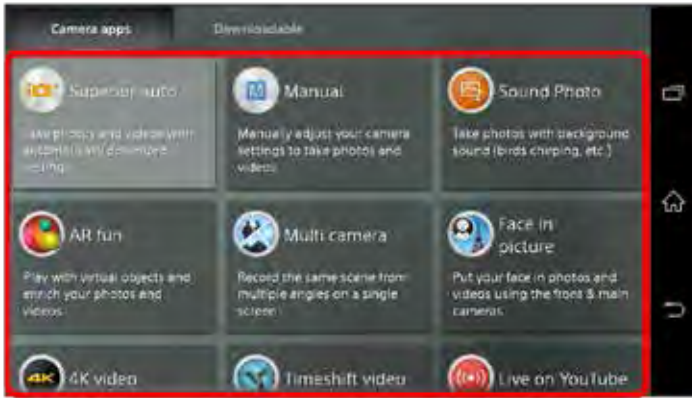 Camera apps
Downloadable
Superior auto
Manual
Sound Photo
Take photos and videos with
automatically
settings
Manually adjust your camera
settings to take photos and
videos
Take photos with background
sound (birds chirping, etc.)
AR fun
Multi camera
Face in
picture
Play with virtual objects and
enrich your photos and
videos
Record the same scene from
multiple angles on a single
screen
Put your face in photos and
videos using the front & main
cameras
4K
4K video
Timeshift video
Live on YouTube